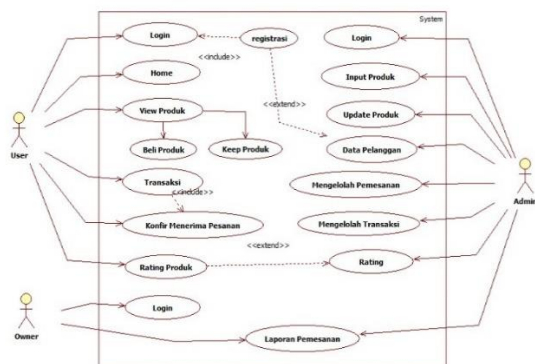 System
Login
registrasi
Login
<<include>>
Home
Input Produk
View Produk
<<extend>>
Update Produk
User
Beli Produk
Keep Produk
Data Pelanggan
Admin
Transaksi
<<include>>
Mengelolah Pemesanan
Konfir Menerima Pesanan
Mengelolah Transaksi
<<extend>>
Rating Produk
Rating
Login
Owner
Laporan Pemesanan